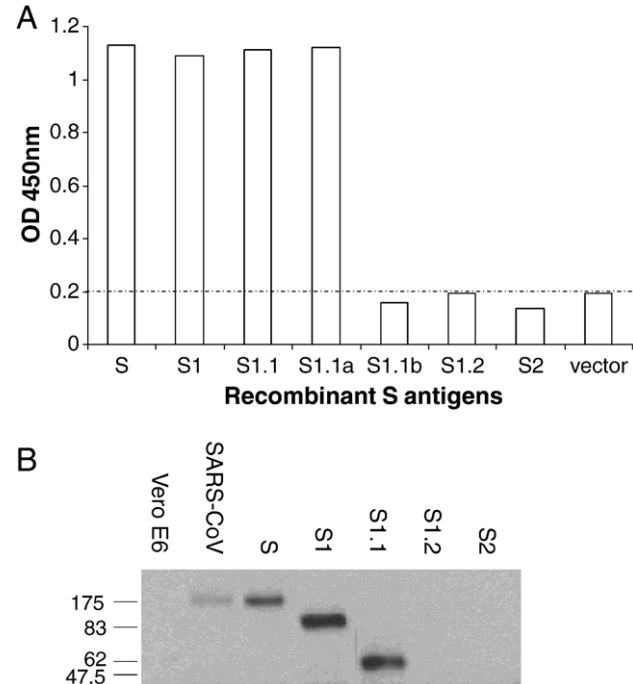 A
1.2
1
0.8
0.6
0.4
0.2
0
OD 450nm
S S1 S1.1 S1.1a S1.1b S1.2 S2 vector
Recombinant S antigens
B
Vero E6 SARS-CoV S S1 S1.1 S1.2 S2
175
83
62
47.5